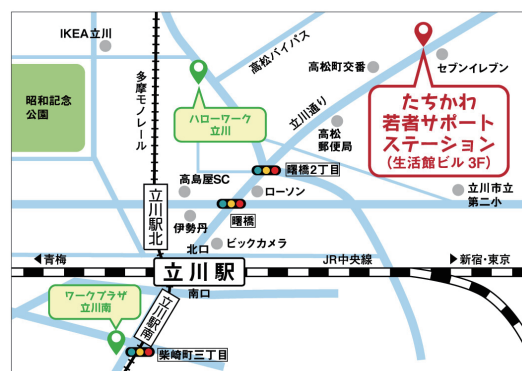 IKEA立川
高松バイパス
高松町交番
セブンイレブン
昭和記念
公園
多摩モノレール
ハローワーク
立川
立川通り
高松
郵便局
たちかわ
若者サポート
ステーション
(生活館ビル 3F)
曙橋2丁目
高島屋SC
ローソン
立川市立
第二小
立川駅北
伊勢丹
曙橋
北口
ビックカメラ
◀青梅
立川駅
JR中央線
▶新宿・東京
南口
ワークプラザ
立川南
立川駅南
柴崎町三丁目